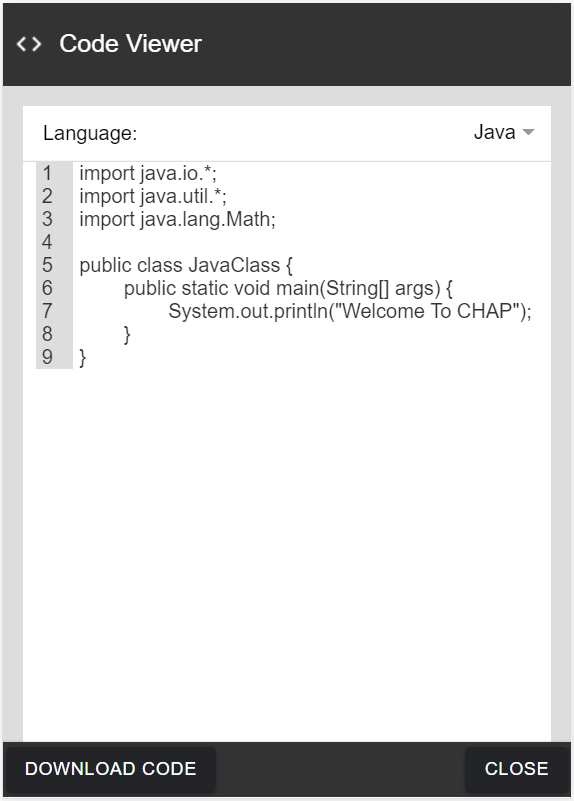 <> Code Viewer
Language: Java
1 import java.io.*;
2 import java.util.*;
3 import java.lang.Math;
4
5 public class JavaClass {
6 public static void main(String[] args) {
7 System.out.println("Welcome To CHAP");
8 }
9 }
DOWNLOAD CODE CLOSE